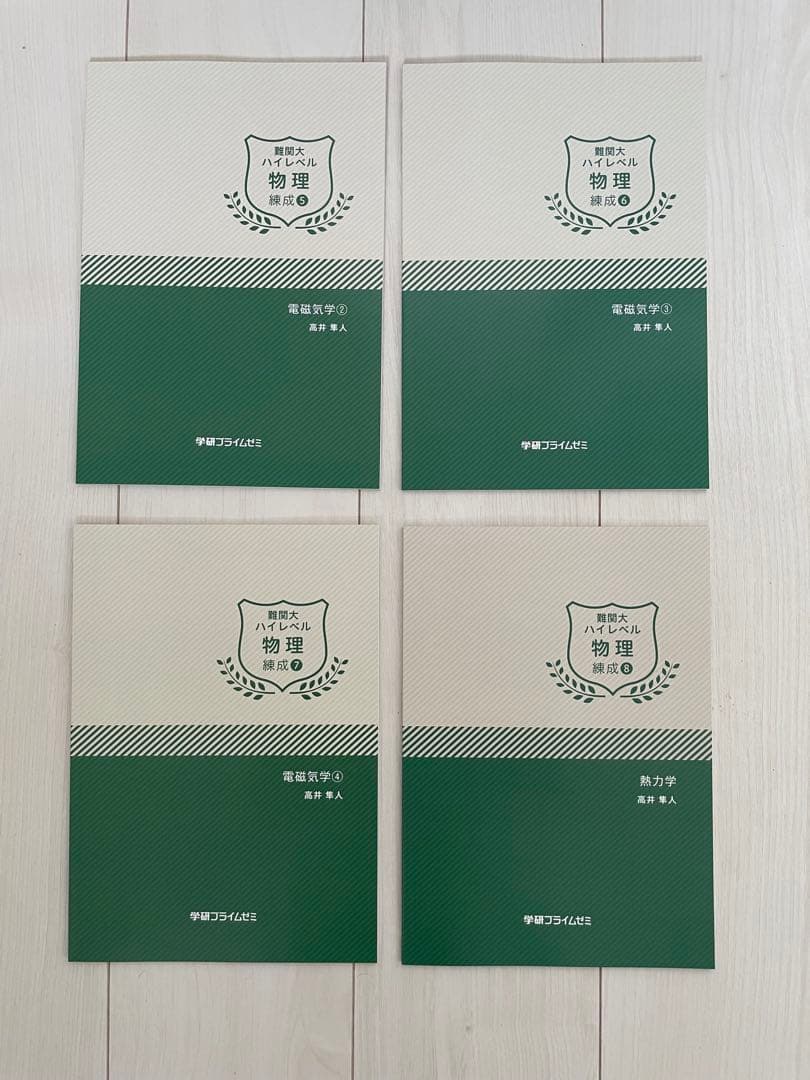 難関大
ハイレベル
物理
練成❺
電磁気学②
高井 隼人
学研プライムゼミ
難関大
ハイレベル
物理
練成❻
電磁気学③
高井 隼人
学研プライムゼミ
難関大
ハイレベル
物理
練成❼
電磁気学④
高井 隼人
学研プライムゼミ
難関大
ハイレベル
物理
練成❽
熱力学
高井 隼人
学研プライムゼミ